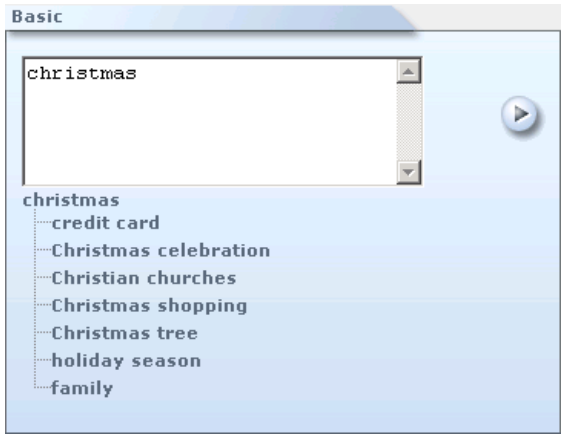 Basic
christmas
christmas
credit card
Christmas celebration
Christian churches
Christmas shopping
Christmas tree
holiday season
family